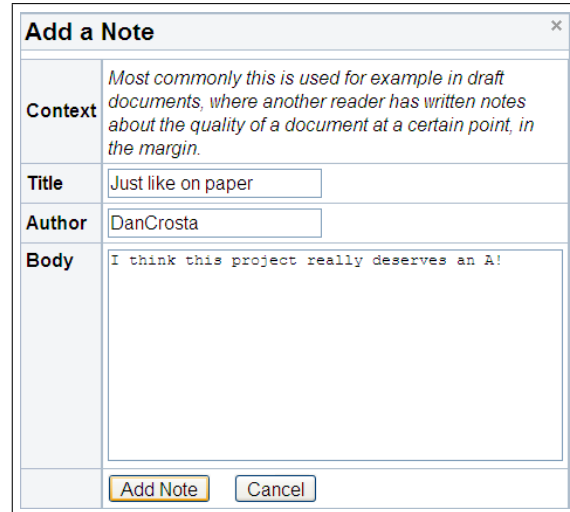 Add a Note ×
Context
Most commonly this is used for example in draft
documents, where another reader has written notes
about the quality of a document at a certain point, in
the margin.
Title Just like on paper
Author DanCrosta
Body I think this project really deserves an A!
Add Note Cancel